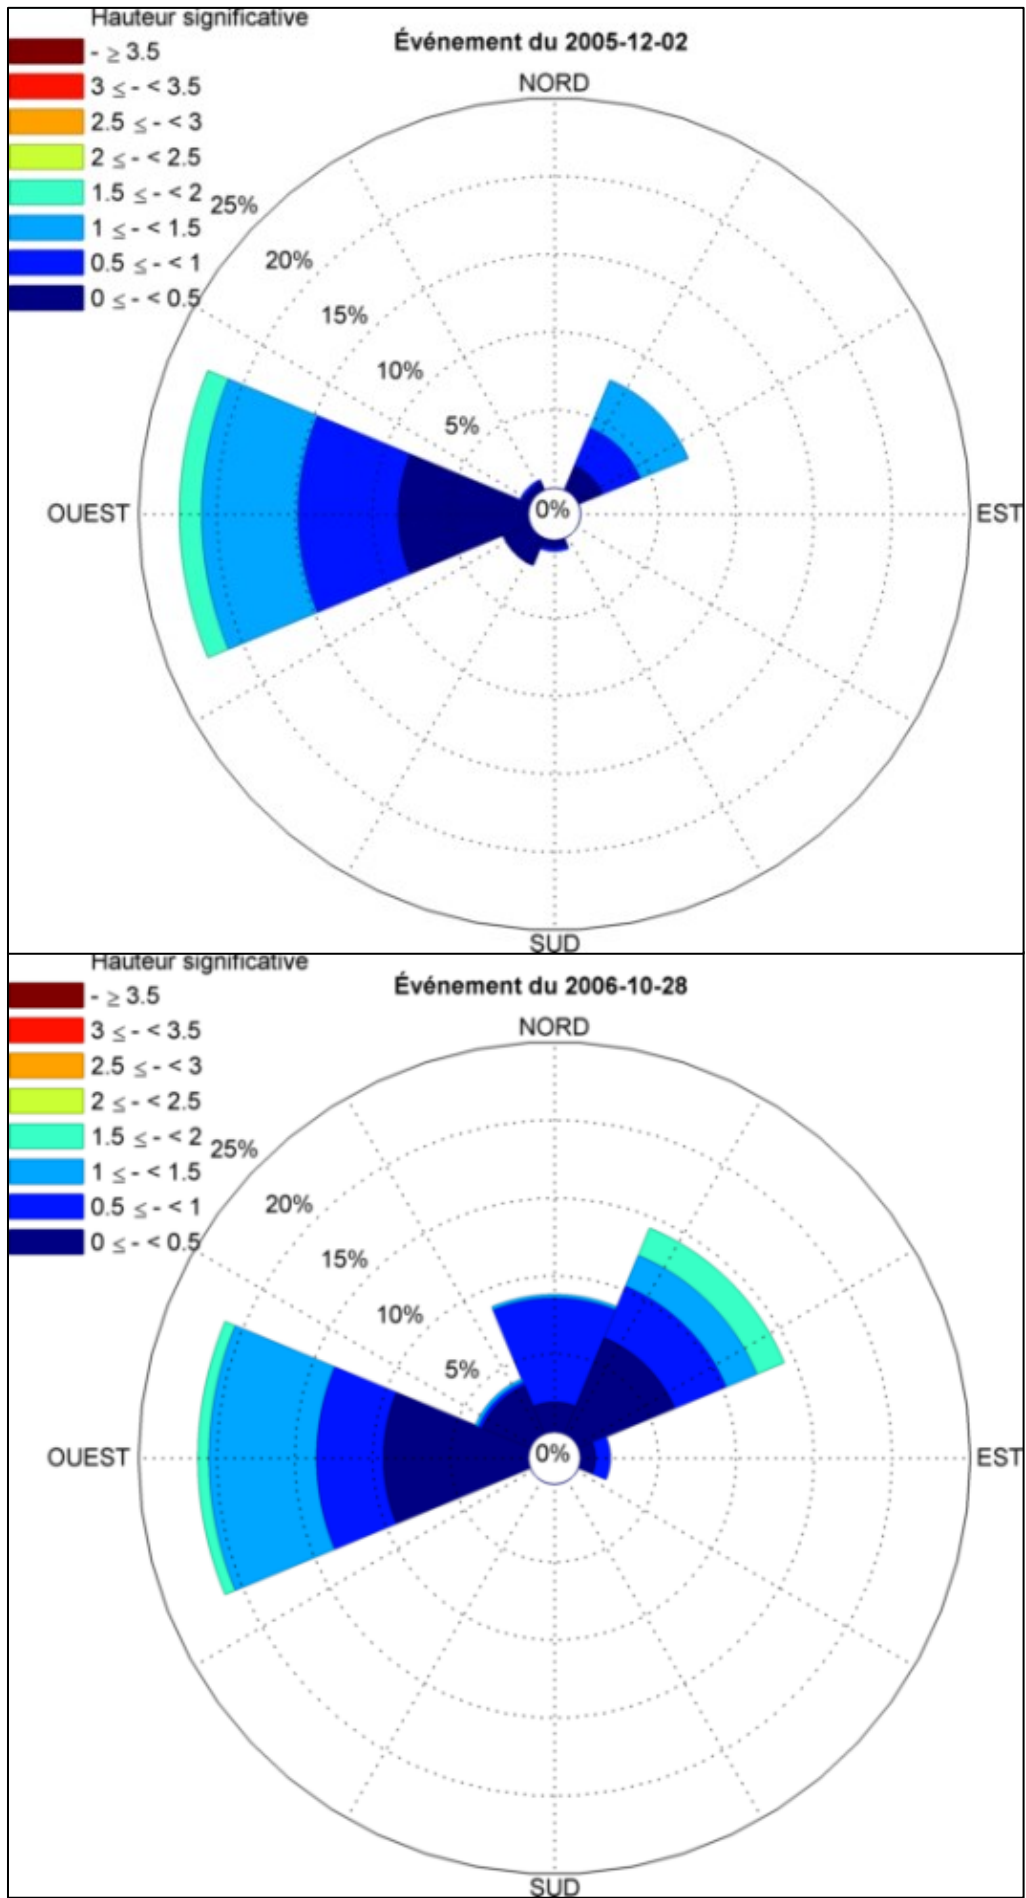 Hauteur significative
- ≥ 3.5
3 ≤ - < 3.5
2.5 ≤ - < 3
2 ≤ - < 2.5
1.5 ≤ - < 2
1 ≤ - < 1.5
0.5 ≤ - < 1
0 ≤ - < 0.5
Événement du 2005-12-02
NORD
25%
20%
15%
10%
5%
0%
OUEST
EST
SUD
Hauteur significative
- ≥ 3.5
3 ≤ - < 3.5
2.5 ≤ - < 3
2 ≤ - < 2.5
1.5 ≤ - < 2
1 ≤ - < 1.5
0.5 ≤ - < 1
0 ≤ - < 0.5
Événement du 2006-10-28
NORD
25%
20%
15%
10%
5%
0%
OUEST
EST
SUD